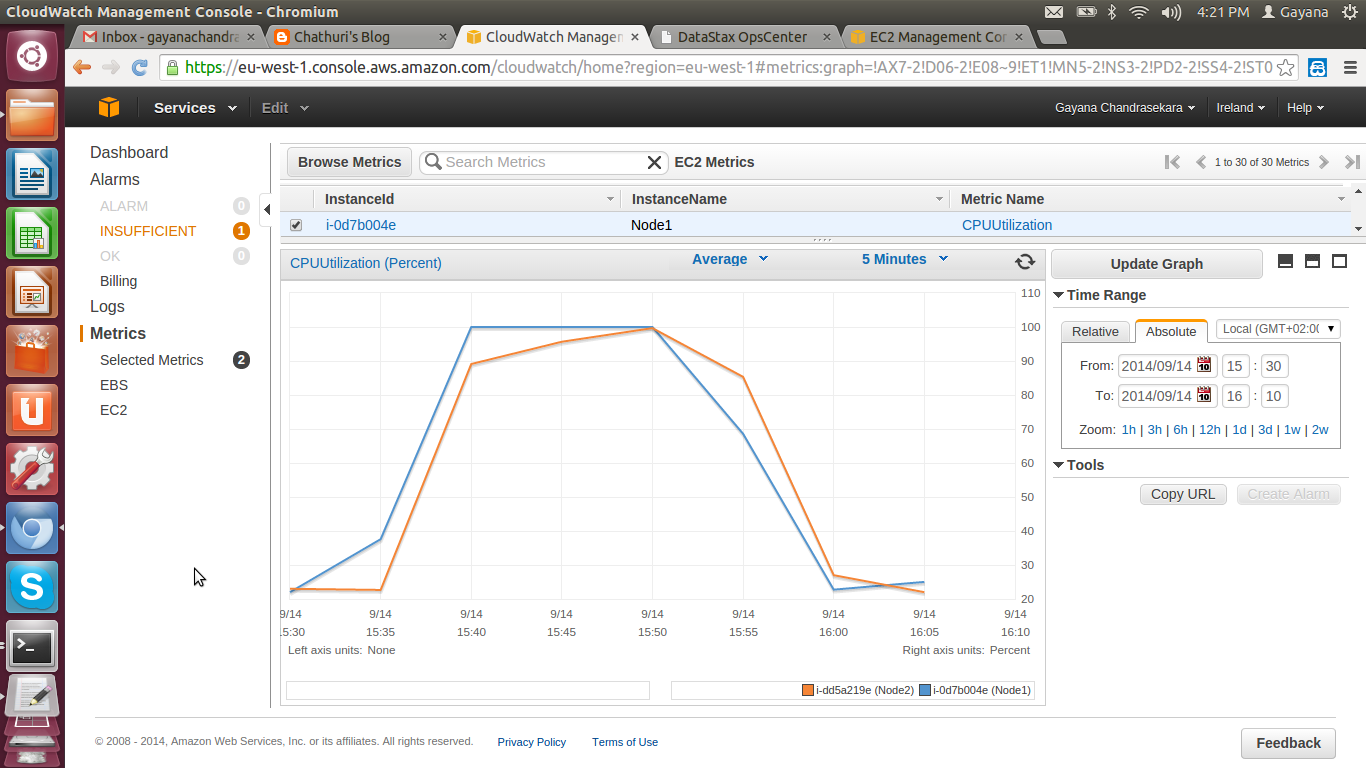 CloudWatch Management Console - Chromium
4:21 PM Gayana
Inbox - gayanachandra ×
Chathuri's Blog ×
CloudWatch Managen ×
DataStax OpsCenter ×
EC2 Management Con ×
https://eu-west-1.console.aws.amazon.com/cloudwatch/home?region=eu-west-1#metrics:graph=!AX7-2!D06-2!E08~9!ET1!MN5-2!NS3-2!PD2-2!SS4-2!ST0
Services Edit Gayana Chandrasekara Ireland Help
Dashboard
Alarms
ALARM 0
INSUFFICIENT 1
OK 0
Billing
Logs
Metrics
Selected Metrics 2
EBS
EC2
Browse Metrics Search Metrics EC2 Metrics 1 to 30 of 30 Metrics
InstanceId InstanceName Metric Name
i-0d7b004e Node1 CPUUtilization
CPUUtilization (Percent) Average 5 Minutes
110
100
90
80
70
60
50
40
30
20
9/14 9/14 9/14 9/14 9/14 9/14 9/14 9/14 9/14
15:30 15:35 15:40 15:45 15:50 15:55 16:00 16:05 16:10
Left axis units: None Right axis units: Percent
i-dd5a219e (Node2) i-0d7b004e (Node1)
Update Graph
Time Range
Relative Absolute Local (GMT+02:00
From: 2014/09/14 10 15 : 30
To: 2014/09/14 10 16 : 10
Zoom: 1h | 3h | 6h | 12h | 1d | 3d | 1w | 2w
Tools
Copy URL Create Alarm
© 2008 - 2014, Amazon Web Services, Inc. or its affiliates. All rights reserved. Privacy Policy Terms of Use
Feedback